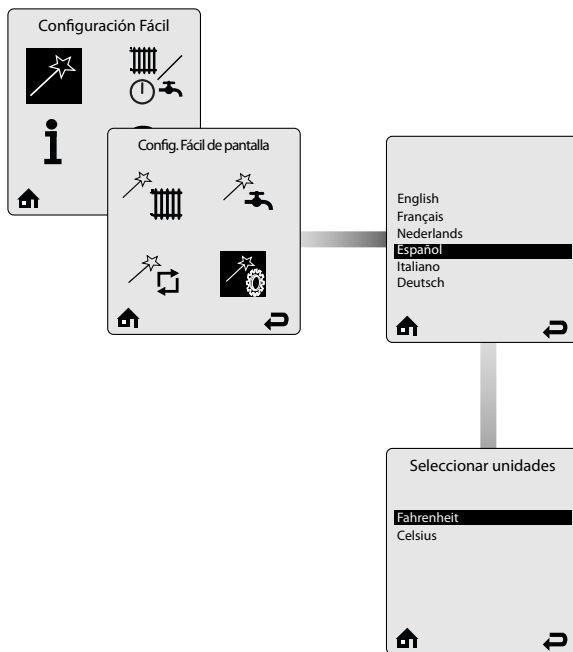 Configuración Fácil
Config. Fácil de pantalla
English
Français
Nederlands
Español
Italiano
Deutsch
Seleccionar unidades
Fahrenheit
Celsius